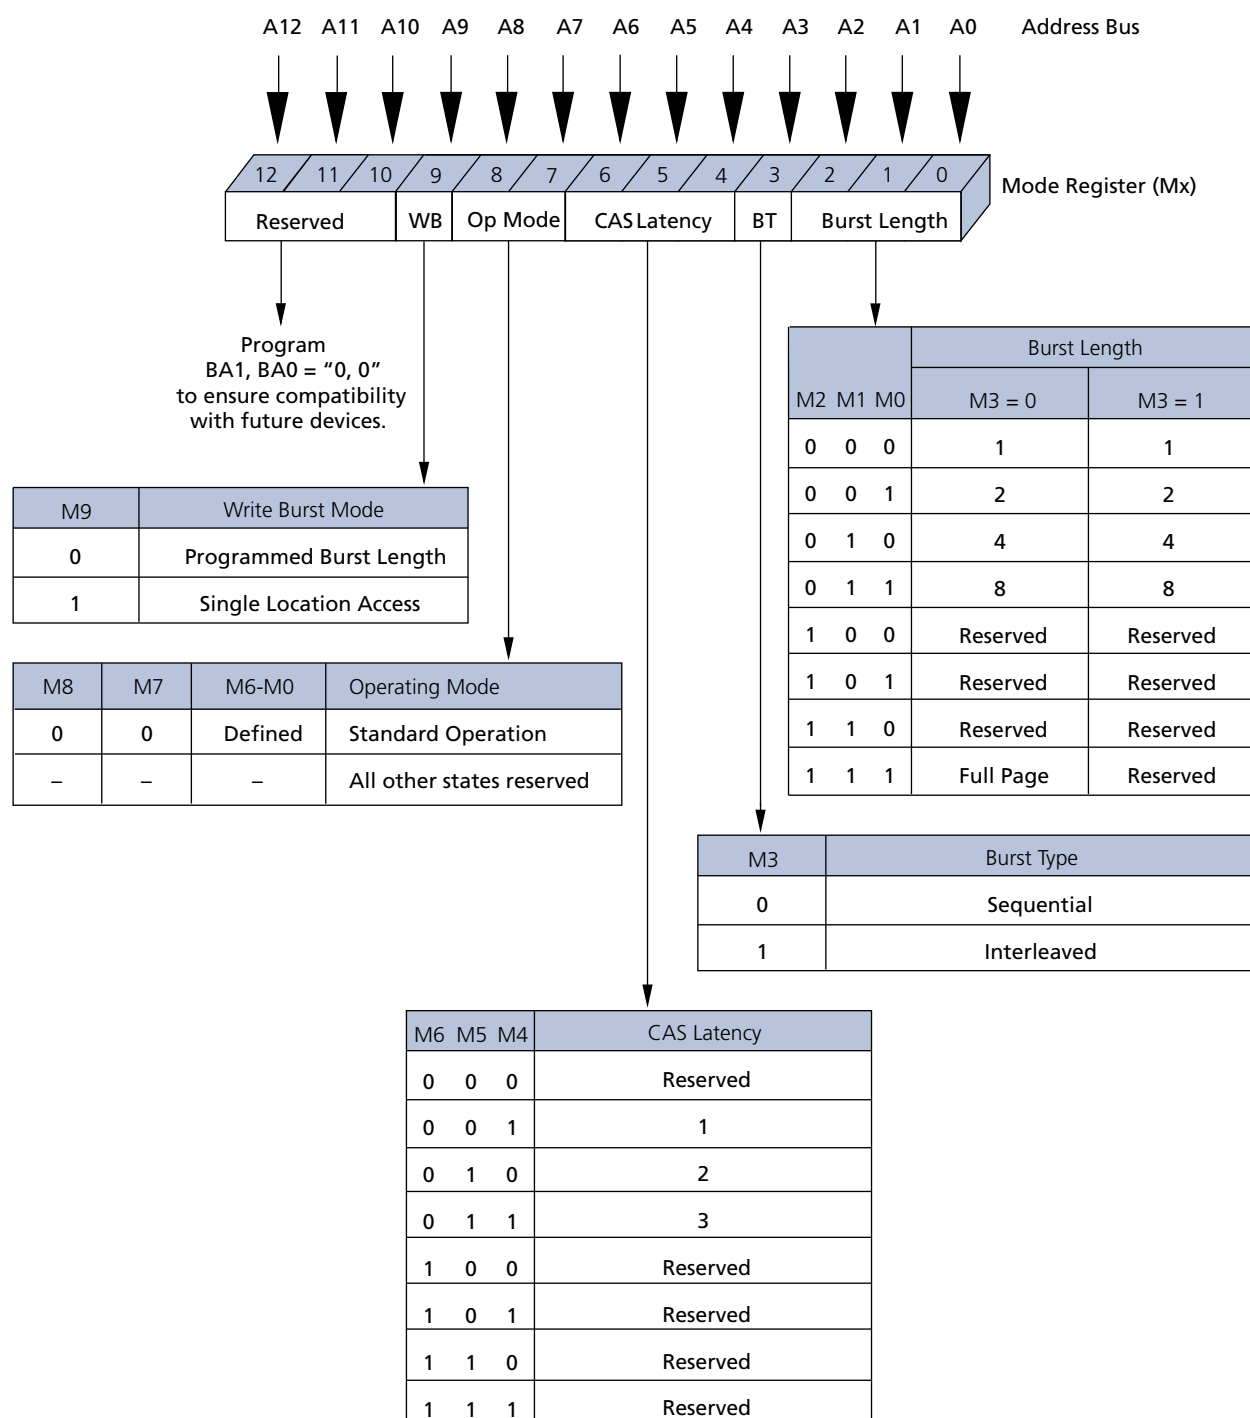 A12 A11 A10 A9 A8 A7 A6 A5 A4 A3 A2 A1 A0 Address Bus
12 11 10 9 8 7 6 5 4 3 2 1 0
Mode Register (Mx)
Reserved WB Op Mode CAS Latency BT Burst Length
Program
BA1, BA0 = “0, 0”
to ensure compatibility
with future devices.
Burst Length
M2 M1 M0 M3 = 0 M3 = 1
0 0 0 1 1
0 0 1 2 2
0 1 0 4 4
0 1 1 8 8
1 0 0 Reserved Reserved
1 0 1 Reserved Reserved
1 1 0 Reserved Reserved
1 1 1 Full Page Reserved
M9 Write Burst Mode
0 Programmed Burst Length
1 Single Location Access
M8 M7 M6-M0 Operating Mode
0 0 Defined Standard Operation
– – – All other states reserved
M3 Burst Type
0 Sequential
1 Interleaved
M6 M5 M4 CAS Latency
0 0 0 Reserved
0 0 1 1
0 1 0 2
0 1 1 3
1 0 0 Reserved
1 0 1 Reserved
1 1 0 Reserved
1 1 1 Reserved